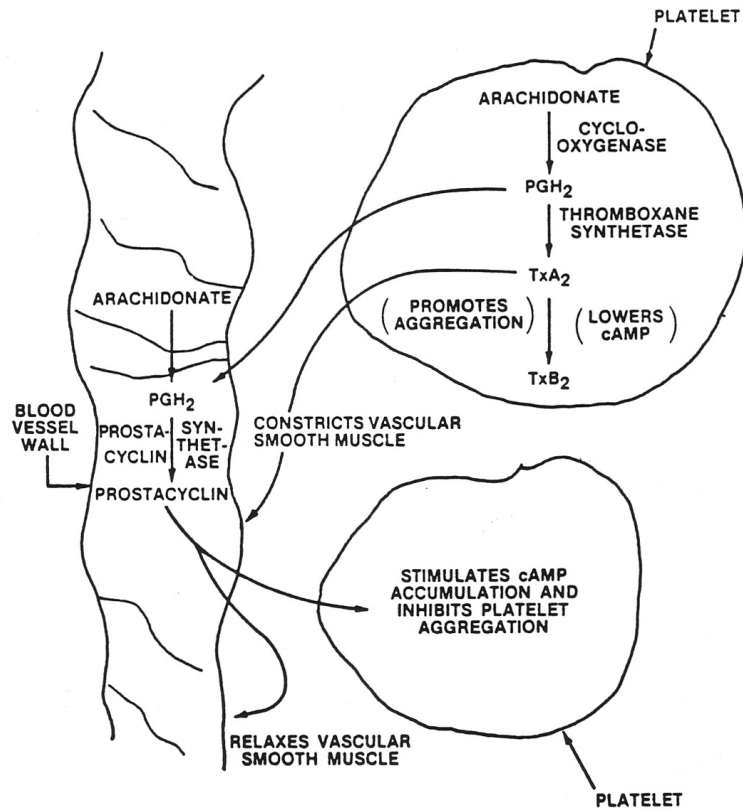 PLATELET
ARACHIDONATE
CYCLO-
OXYGENASE
PGH₂
THROMBOXANE
SYNTHETASE
TxA₂
(PROMOTES
AGGREGATION)
(LOWERS
cAMP)
TxB₂
ARACHIDONATE
PGH₂
BLOOD
VESSEL
WALL
PROSTA-
CYCLIN
SYN-
THET-
ASE
PROSTACYCLIN
CONSTRICTS VASCULAR
SMOOTH MUSCLE
STIMULATES cAMP
ACCUMULATION AND
INHIBITS PLATELET
AGGREGATION
RELAXES VASCULAR
SMOOTH MUSCLE
PLATELET